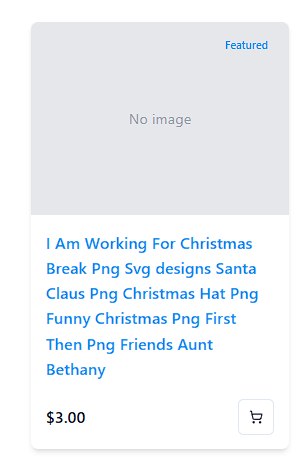 Featured
No image
I Am Working For Christmas
Break Png Svg designs Santa
Claus Png Christmas Hat Png
Funny Christmas Png First
Then Png Friends Aunt
Bethany
$3.00